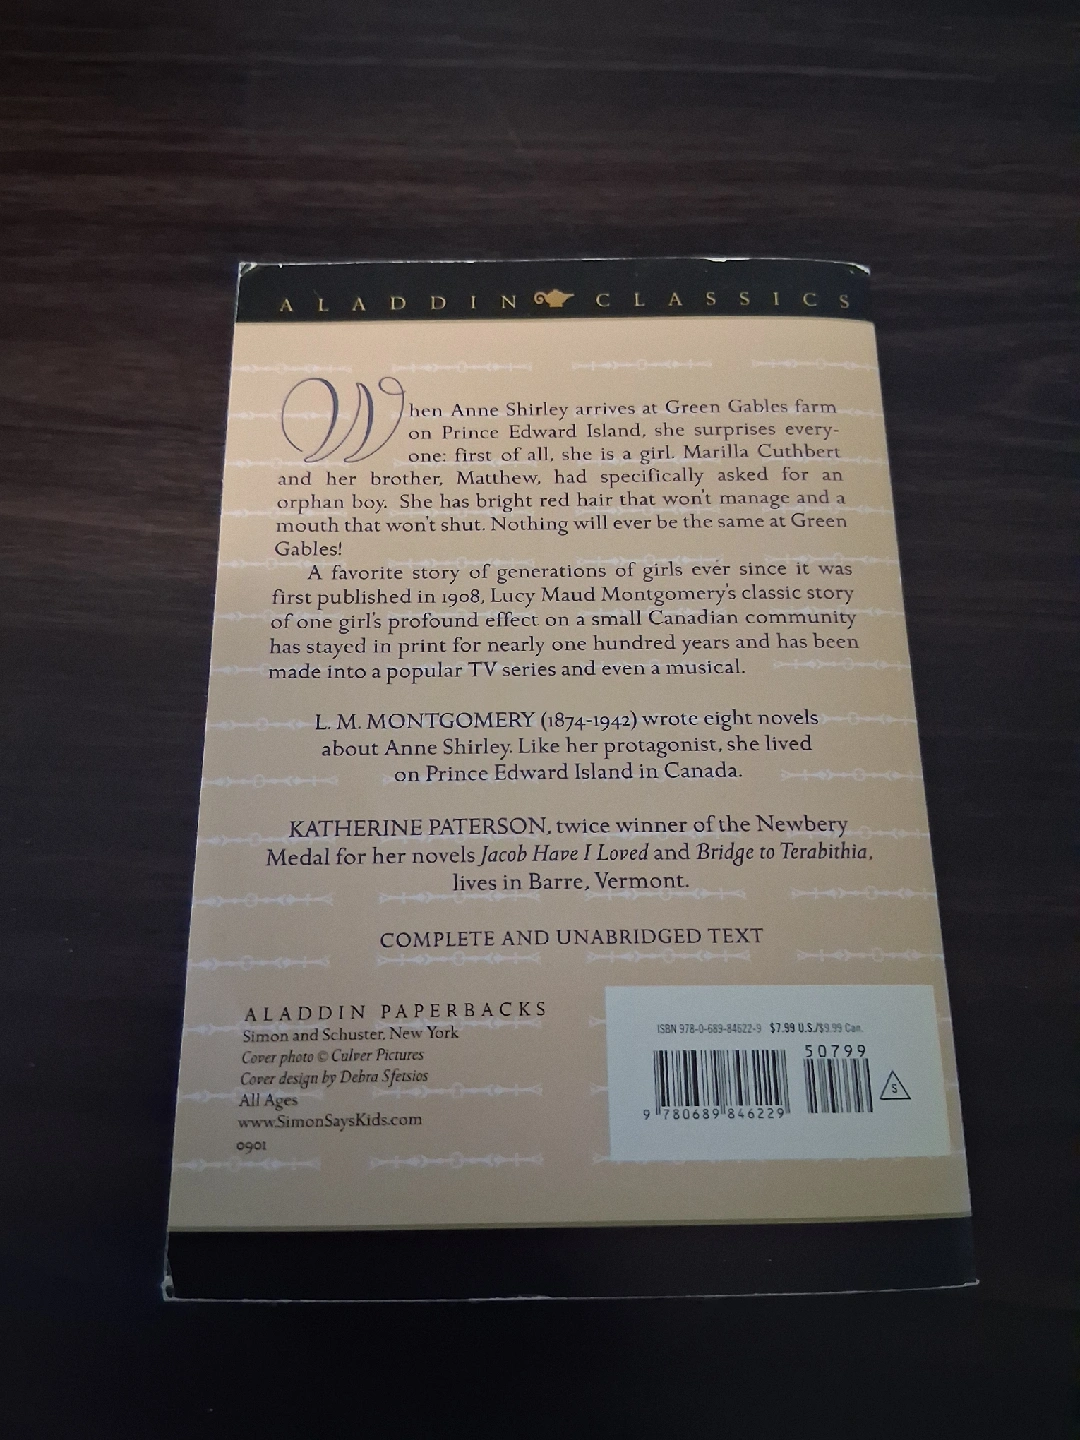 ALADDIN CLASSICS
When Anne Shirley arrives at Green Gables farm
on Prince Edward Island, she surprises every-
one: first of all, she is a girl. Marilla Cuthbert
and her brother, Matthew, had specifically asked for an
orphan boy. She has bright red hair that won't manage and a
mouth that won't shut. Nothing will ever be the same at Green
Gables!
A favorite story of generations of girls ever since it was
first published in 1908, Lucy Maud Montgomery's classic story
of one girl's profound effect on a small Canadian community
has stayed in print for nearly one hundred years and has been
made into a popular TV series and even a musical.
L. M. MONTGOMERY (1874-1942) wrote eight novels
about Anne Shirley. Like her protagonist, she lived
on Prince Edward Island in Canada.
KATHERINE PATERSON, twice winner of the Newbery
Medal for her novels Jacob Have I Loved and Bridge to Terabithia,
lives in Barre, Vermont.
COMPLETE AND UNABRIDGED TEXT
ALADDIN PAPERBACKS
Simon and Schuster, New York
Cover photo © Culver Pictures
Cover design by Debra Sfetsios
All Ages
www.SimonSaysKids.com
0901
ISBN 978-0-689-84622-9 $7.99 U.S./$9.99 Can.
50799
9 780689 846229
S